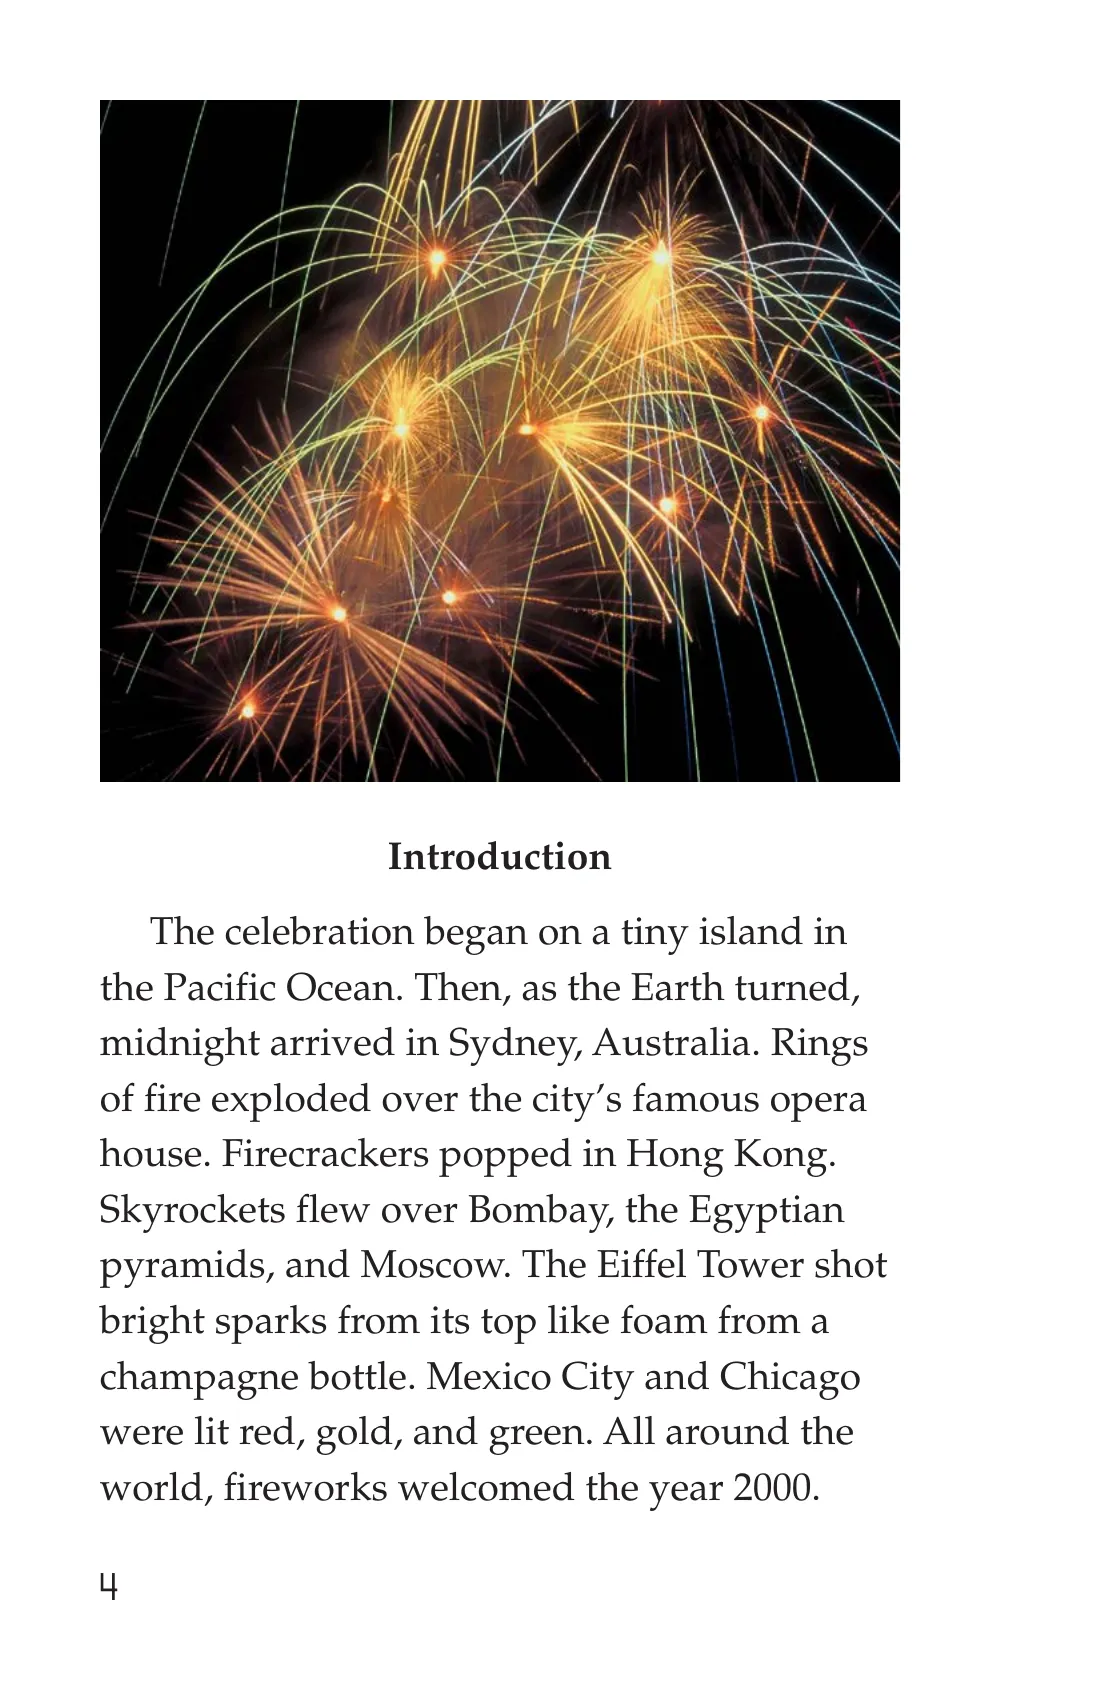 Introduction
The celebration began on a tiny island in
the Pacific Ocean. Then, as the Earth turned,
midnight arrived in Sydney, Australia. Rings
of fire exploded over the city’s famous opera
house. Firecrackers popped in Hong Kong.
Skyrockets flew over Bombay, the Egyptian
pyramids, and Moscow. The Eiffel Tower shot
bright sparks from its top like foam from a
champagne bottle. Mexico City and Chicago
were lit red, gold, and green. All around the
world, fireworks welcomed the year 2000.
4